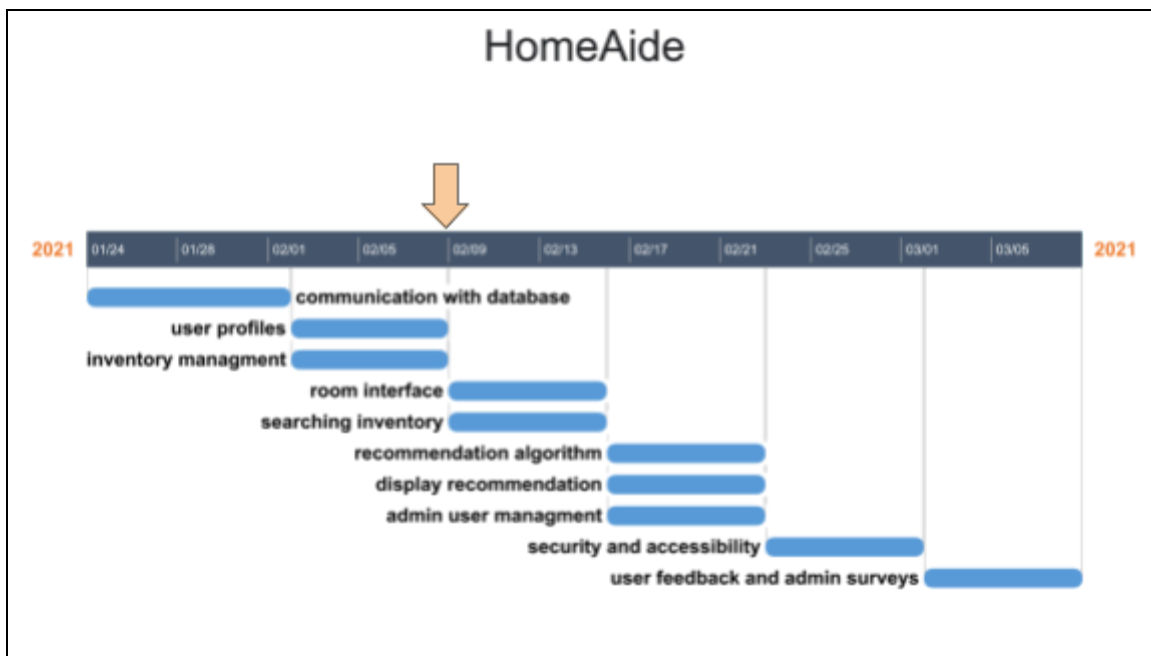 HomeAide
2021 01/24 01/28 02/01 02/05 02/09 02/13 02/17 02/21 02/25 03/01 03/05 2021
communication with database
user profiles
inventory managment
room interface
searching inventory
recommendation algorithm
display recommendation
admin user managment
security and accessibility
user feedback and admin surveys